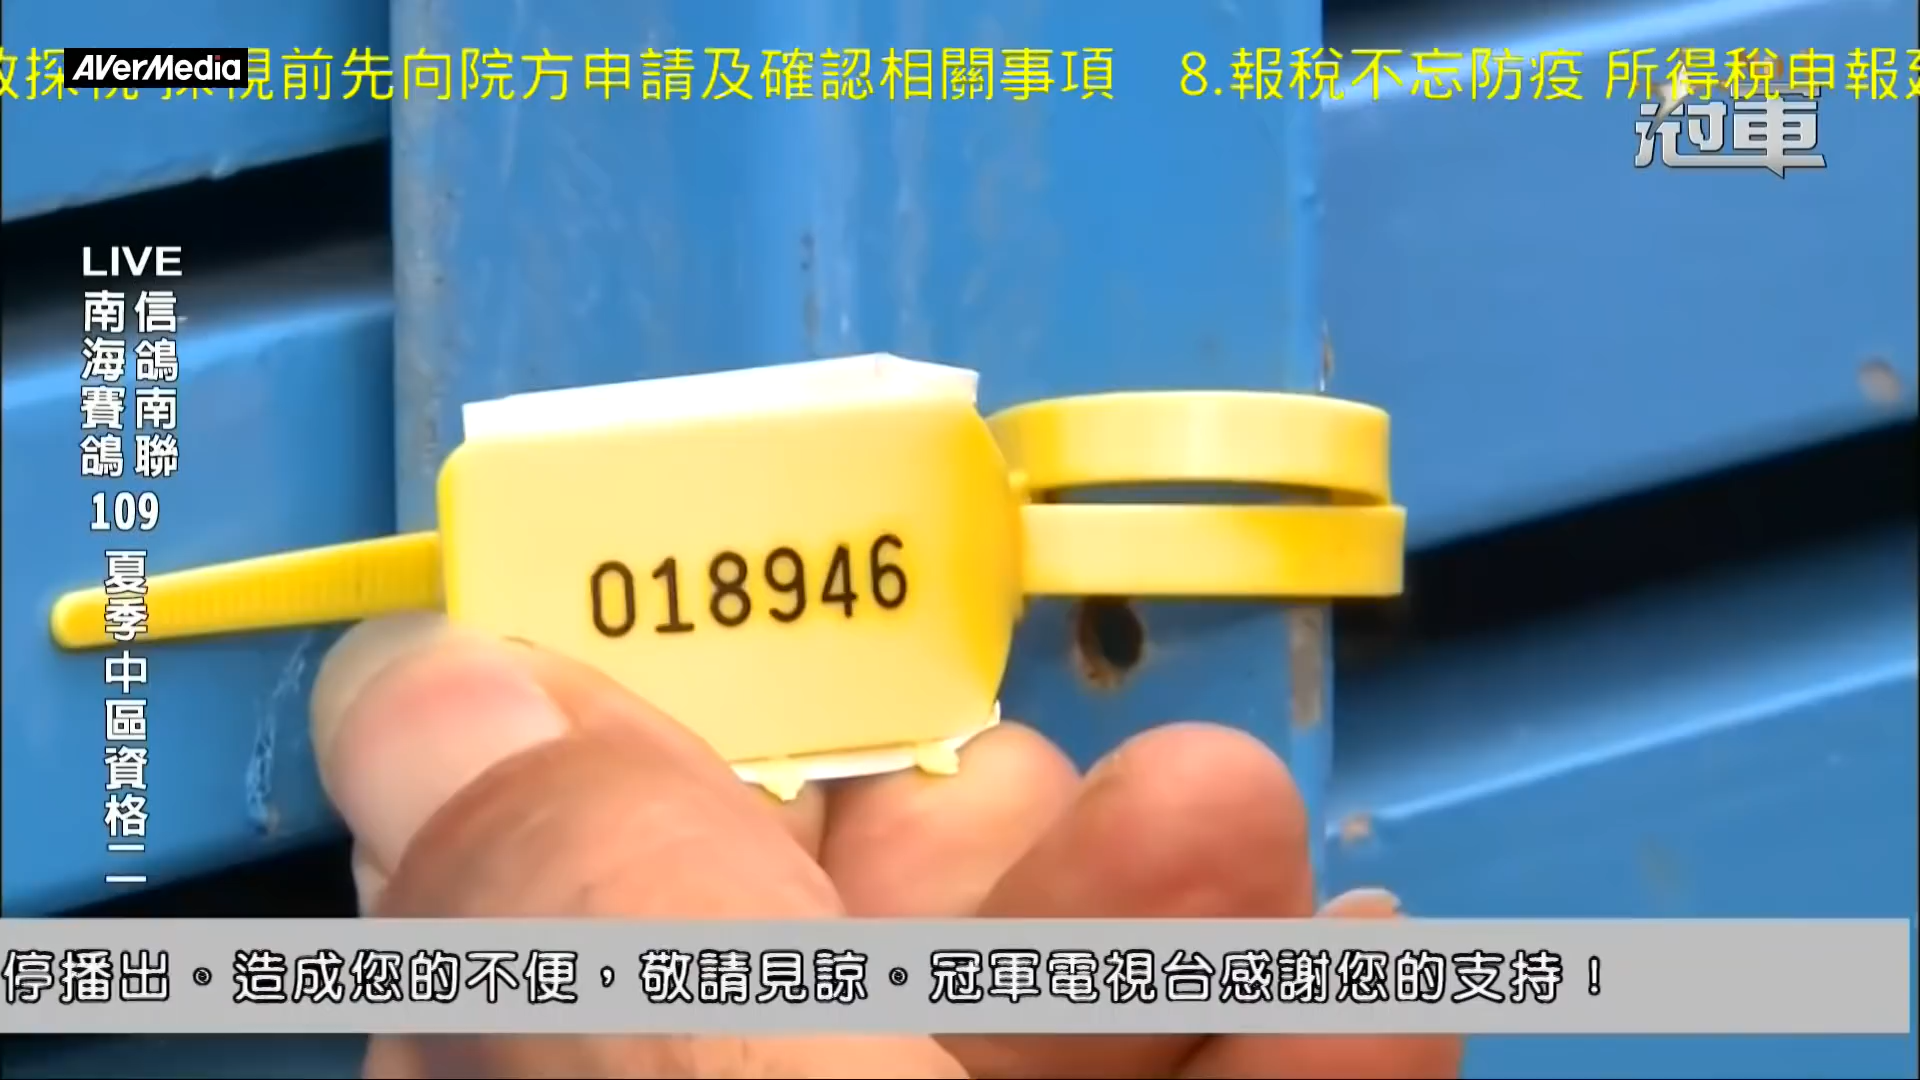 探視 探視前先向院方申請及確認相關事項 8.報稅不忘防疫 所得稅申報
AVerMedia
冠軍
LIVE
信鴿南聯
南海賽鴿
109
夏季中區資格二
018946
停播出。造成您的不便，敬請見諒。冠軍電視台感謝您的支持！